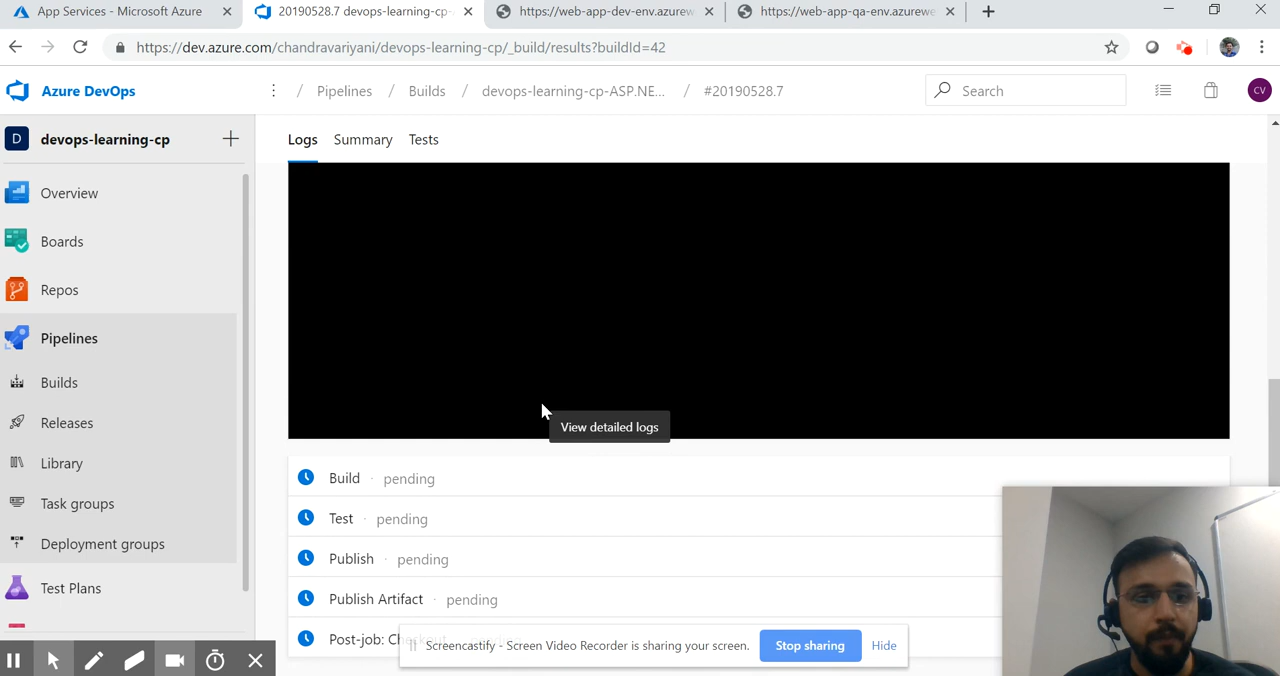 App Services - Microsoft Azure
20190528.7 devops-learning-cp-
https://web-app-dev-env.azurew
https://web-app-qa-env.azurewe
https://dev.azure.com/chandravariyani/devops-learning-cp/_build/results?buildId=42
Azure DevOps
Pipelines / Builds / devops-learning-cp-ASP.NE... / #20190528.7
Search
CV
D devops-learning-cp
Logs Summary Tests
Overview
Boards
Repos
Pipelines
Builds
Releases
Library
Task groups
Deployment groups
Test Plans
View detailed logs
Build · pending
Test · pending
Publish · pending
Publish Artifact · pending
Post-job:
Screencastify - Screen Video Recorder is sharing your screen.
Stop sharing
Hide